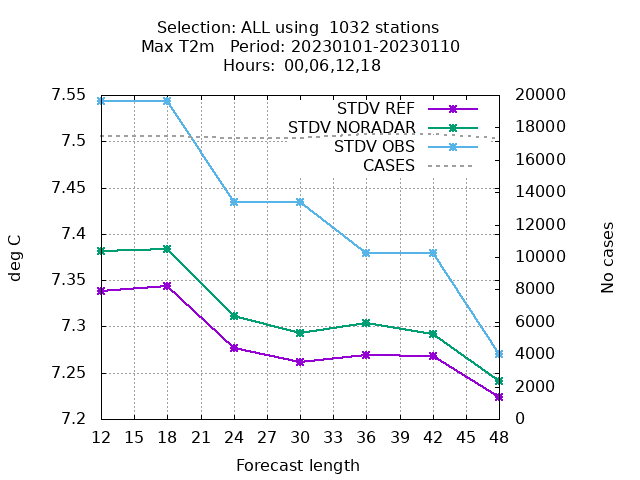 Selection: ALL using  1032 stations
Max T2m   Period: 20230101-20230110
Hours:  00,06,12,18
STDV REF
STDV NORADAR
STDV OBS
CASES
7.55
7.5
7.45
7.4
7.35
7.3
7.25
7.2
20000
18000
16000
14000
12000
10000
8000
6000
4000
2000
0
deg C
No cases
12 15 18 21 24 27 30 33 36 39 42 45 48
Forecast length